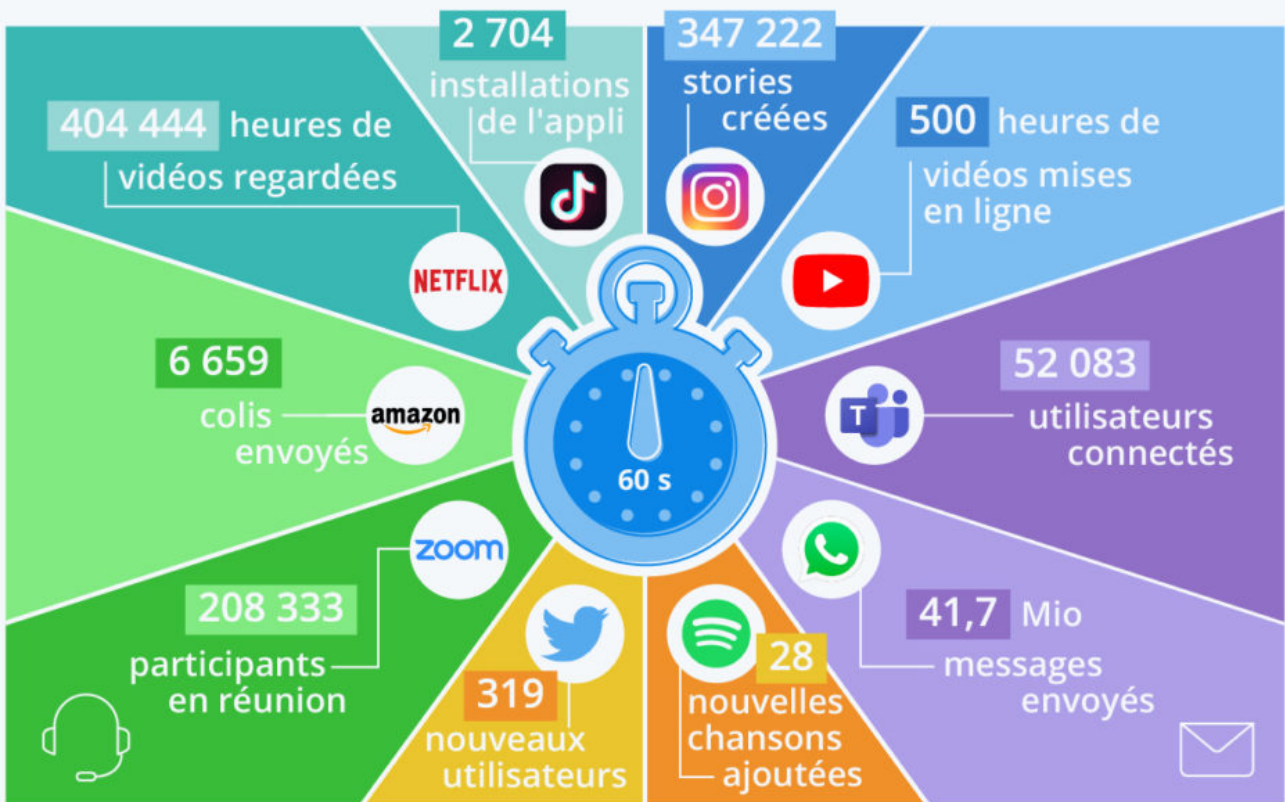 2 704
installations
de l'appli
347 222
stories
créées
500 heures de
vidéos mises
en ligne
52 083
utilisateurs
connectés
T
41,7 Mio
messages
envoyés
28
nouvelles
chansons
ajoutées
319
nouveaux
utilisateurs
zoom
208 333
participants
en réunion
6 659
colis
envoyés
amazon
404 444 heures de
vidéos regardées
NETFLIX
60 s